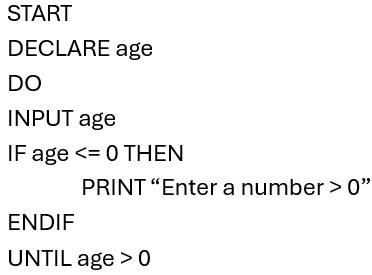 START
DECLARE age
DO
INPUT age
IF age <= 0 THEN
PRINT “Enter a number > 0”
ENDIF
UNTIL age > 0